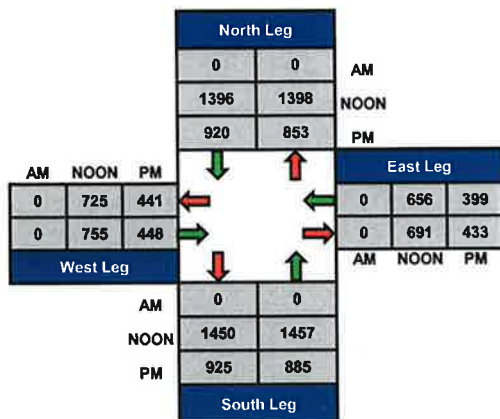 North Leg
0 0 AM
1396 1398 NOON
920 853 PM
AM NOON PM
0 725 441
0 755 448
West Leg
East Leg
0 656 399
0 691 433
AM NOON PM
AM 0 0
NOON 1450 1457
PM 925 885
South Leg